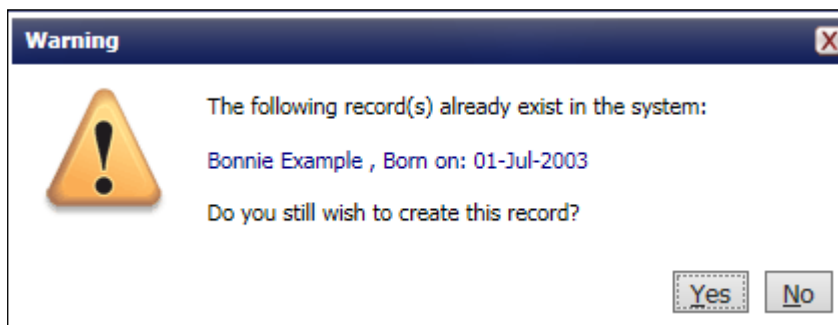 Warning
The following record(s) already exist in the system:
Bonnie Example , Born on: 01-Jul-2003
Do you still wish to create this record?
Yes No